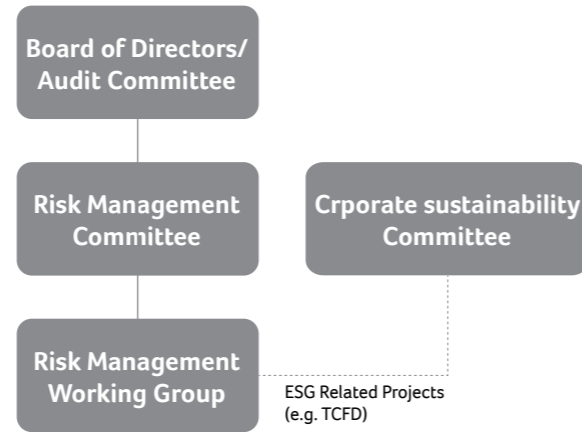 Board of Directors/
Audit Committee
Risk Management
Committee
Crporate sustainability
Committee
Risk Management
Working Group
ESG Related Projects
(e.g. TCFD)